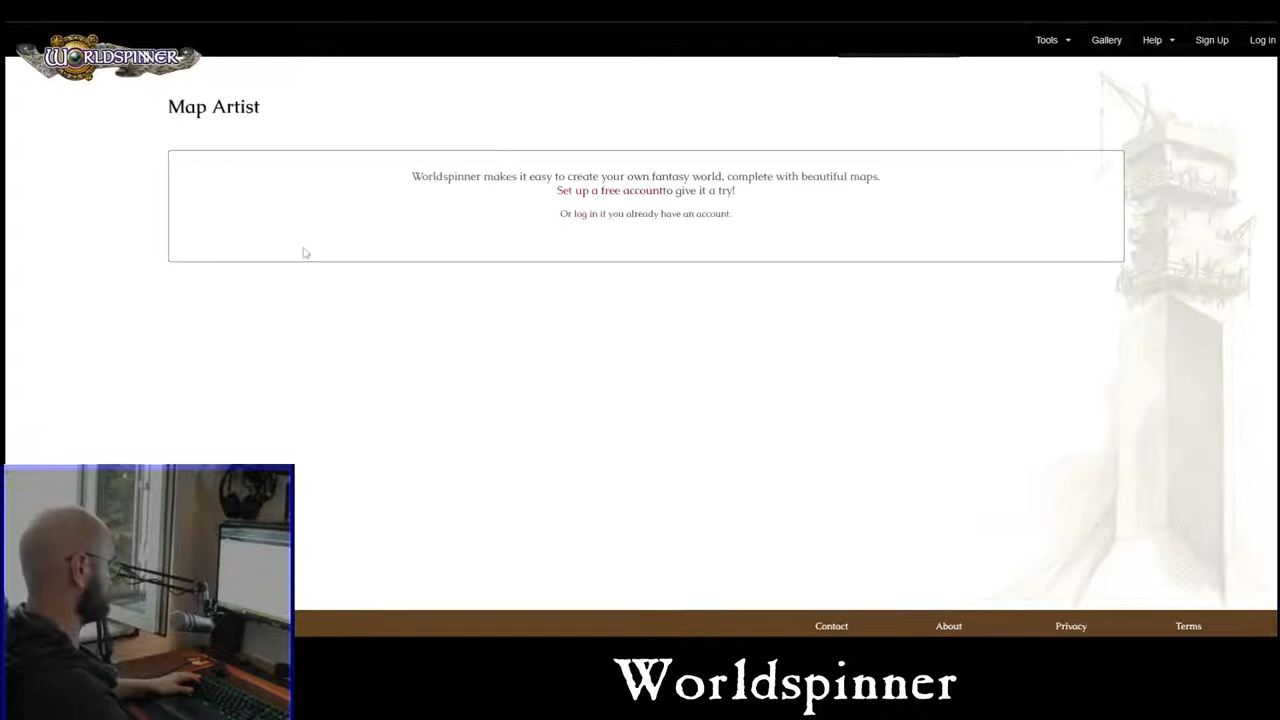 WORLDSPINNER
Tools Gallery Help Sign Up Log in
Map Artist
Worldspinner makes it easy to create your own fantasy world, complete with beautiful maps.
Set up a free accountto give it a try!
Or log in if you already have an account.
Contact About Privacy Terms
Worldspinner